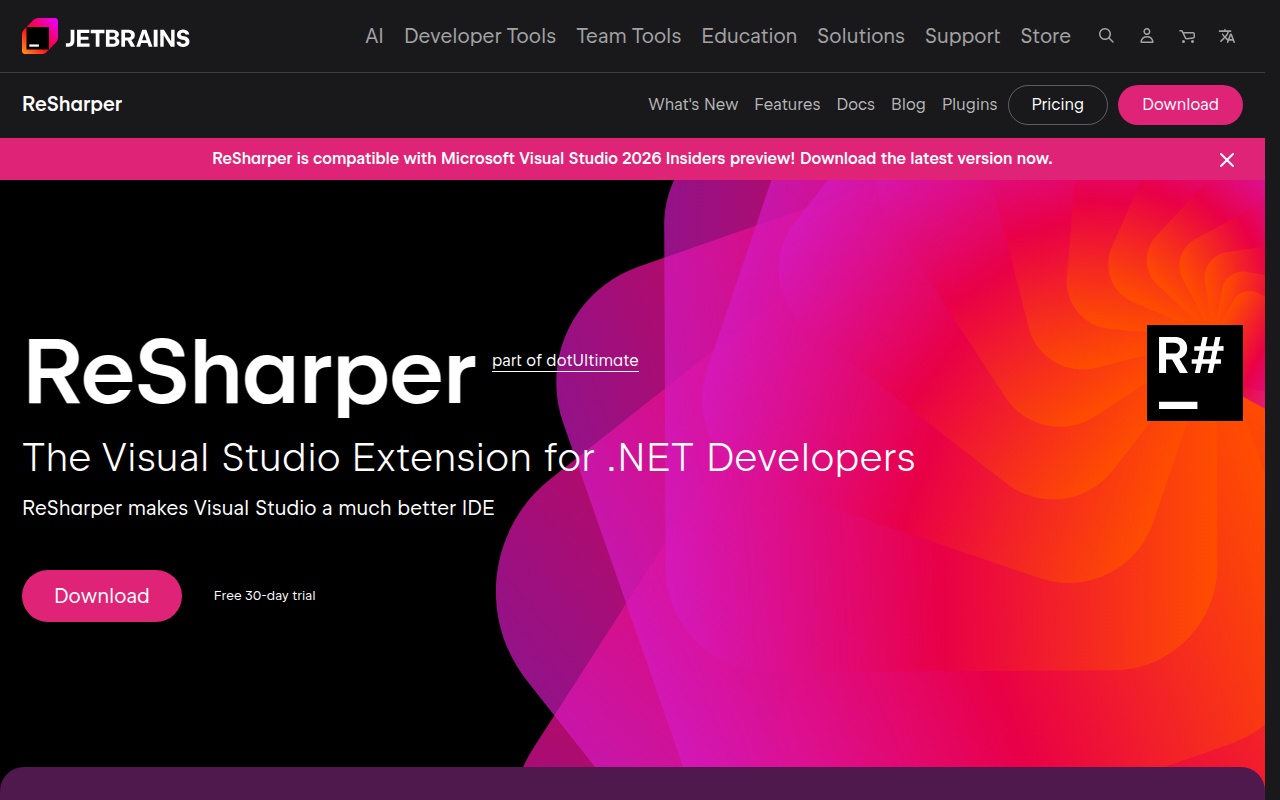 JETBRAINS
AI Developer Tools Team Tools Education Solutions Support Store
ReSharper
What's New Features Docs Blog Plugins Pricing Download
ReSharper is compatible with Microsoft Visual Studio 2026 Insiders preview! Download the latest version now.
ReSharper part of dotUltimate
R#
The Visual Studio Extension for .NET Developers
ReSharper makes Visual Studio a much better IDE
Download Free 30-day trial